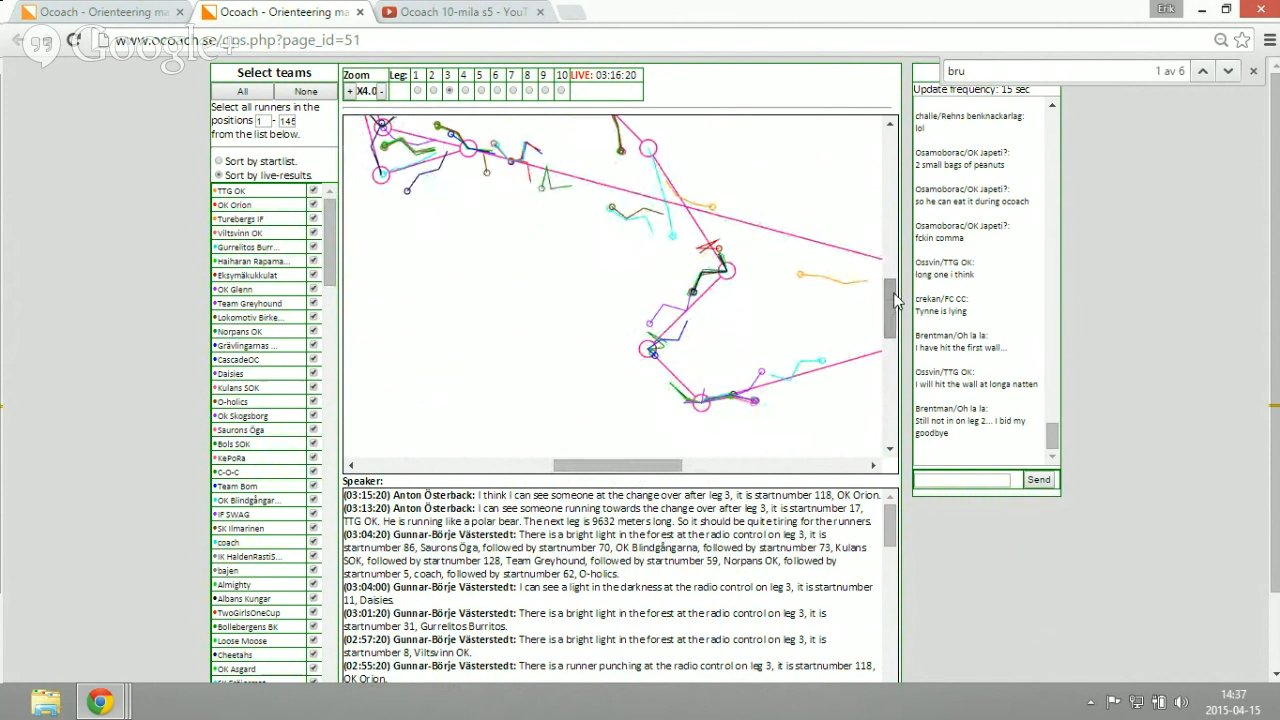 Ocoach - Orienteering ma
Ocoach - Orienteering ma
Ocoach 10-mila s5 - YouT
Erik
Google+
www.ocoach.se/gps.php?page_id=51
bru
1 av 6
Select teams
All
None
Select all runners in the
positions 1 - 145
from the list below.
Sort by startlist.
Sort by live-results.
TTG OK
OK Orion
Turebergs IF
Viltsvinn OK
Gurrelitos Burr...
Haiharan Rapama...
Eksymäkukkulat
OK Glenn
Team Greyhound
Lokomotiv Birke...
Norpans OK
Grävlingarnas ...
CascadeOC
Daisies
Kulans SOK
O-holics
Ok Skogsborg
Saurons Öga
Bols SOK
KePoRa
C-O-C
Team Bom
OK Blindgångar...
IF SWAG
SK Ilmarinen
coach
IK HaldenRastiS...
bajen
Almighty
Albans Kungar
TwoGirlsOneCup
Bollebergens BK
Loose Moose
Cheetahs
OK Asgard
Zoom
+ X4.0 -
Leg: 1 2 3 4 5 6 7 8 9 10 LIVE: 03:16:20
Speaker:
(03:15:20) Anton Österback: I think I can see someone at the change over after leg 3, it is startnumber 118, OK Orion.
(03:13:20) Anton Österback: I can see someone running towards the change over after leg 3, it is startnumber 17,
TTG OK. He is running like a polar bear. The next leg is 9632 meters long. So it should be quite tiring for the runners.
(03:04:20) Gunnar-Börje Västerstedt: There is a bright light in the forest at the radio control on leg 3, it is
startnumber 86, Saurons Öga, followed by startnumber 70, OK Blindgångarna, followed by startnumber 73, Kulans
SOK, followed by startnumber 128, Team Greyhound, followed by startnumber 59, Norpans OK, followed by
startnumber 5, coach, followed by startnumber 62, O-holics.
(03:04:00) Gunnar-Börje Västerstedt: I can see a light in the darkness at the radio control on leg 3, it is startnumber
11, Daisies.
(03:01:20) Gunnar-Börje Västerstedt: There is a bright light in the forest at the radio control on leg 3, it is
startnumber 31, Gurrelitos Burritos.
(02:57:20) Gunnar-Börje Västerstedt: There is a bright light in the forest at the radio control on leg 3, it is
startnumber 8, Viltsvinn OK.
(02:55:20) Gunnar-Börje Västerstedt: There is a runner punching at the radio control on leg 3, it is startnumber 118,
OK Orion.
Update frequency: 15 sec
challe/Rehns benknackarlag:
lol
Osamoborac/OK Japeti?:
2 small bags of peanuts
Osamoborac/OK Japeti?:
so he can eat it during ocoach
Osamoborac/OK Japeti?:
fckin comma
Ossvin/TTG OK:
long one i think
crekan/FC CC:
Tynne is lying
Brentman/Oh la la:
I have hit the first wall...
Ossvin/TTG OK:
I will hit the wall at longa natten
Brentman/Oh la la:
Still not in on leg 2... I bid my
goodbye
Send
14:37
2015-04-15